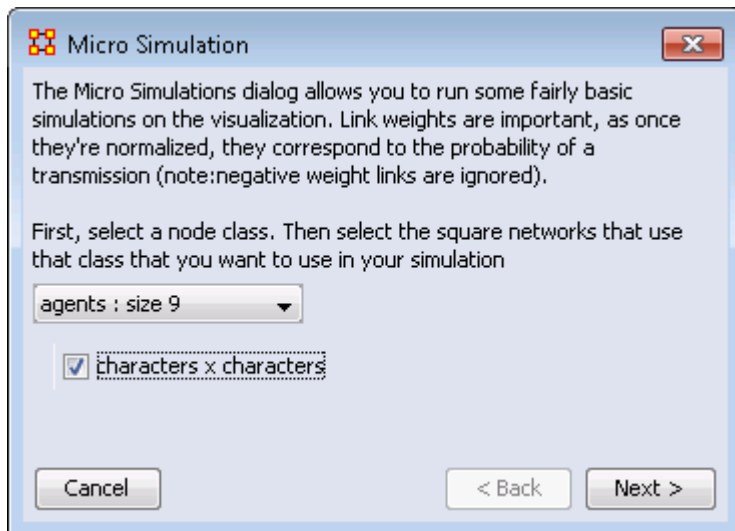 Micro Simulation
The Micro Simulations dialog allows you to run some fairly basic
simulations on the visualization. Link weights are important, as once
they're normalized, they correspond to the probability of a
transmission (note:negative weight links are ignored).
First, select a node class. Then select the square networks that use
that class that you want to use in your simulation
agents : size 9
characters x characters
Cancel
< Back
Next >